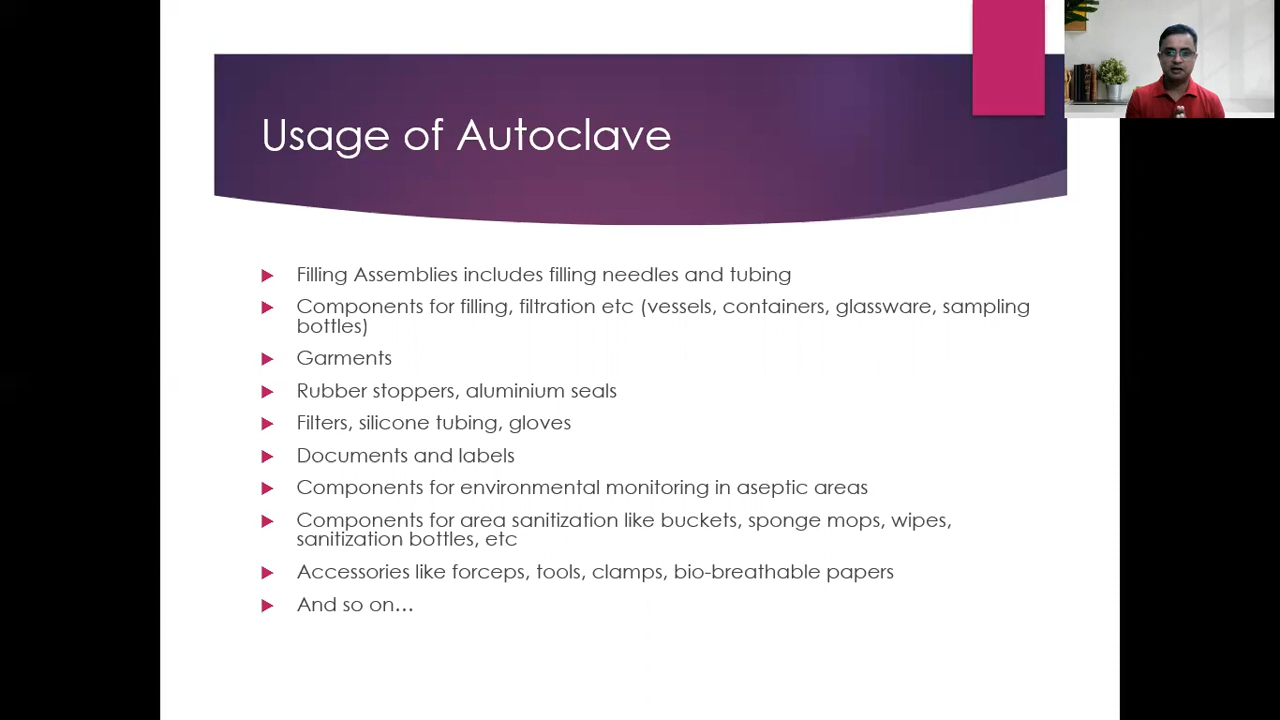 Usage of Autoclave
Filling Assemblies includes filling needles and tubing
Components for filling, filtration etc (vessels, containers, glassware, sampling
bottles)
Garments
Rubber stoppers, aluminium seals
Filters, silicone tubing, gloves
Documents and labels
Components for environmental monitoring in aseptic areas
Components for area sanitization like buckets, sponge mops, wipes,
sanitization bottles, etc
Accessories like forceps, tools, clamps, bio-breathable papers
And so on…